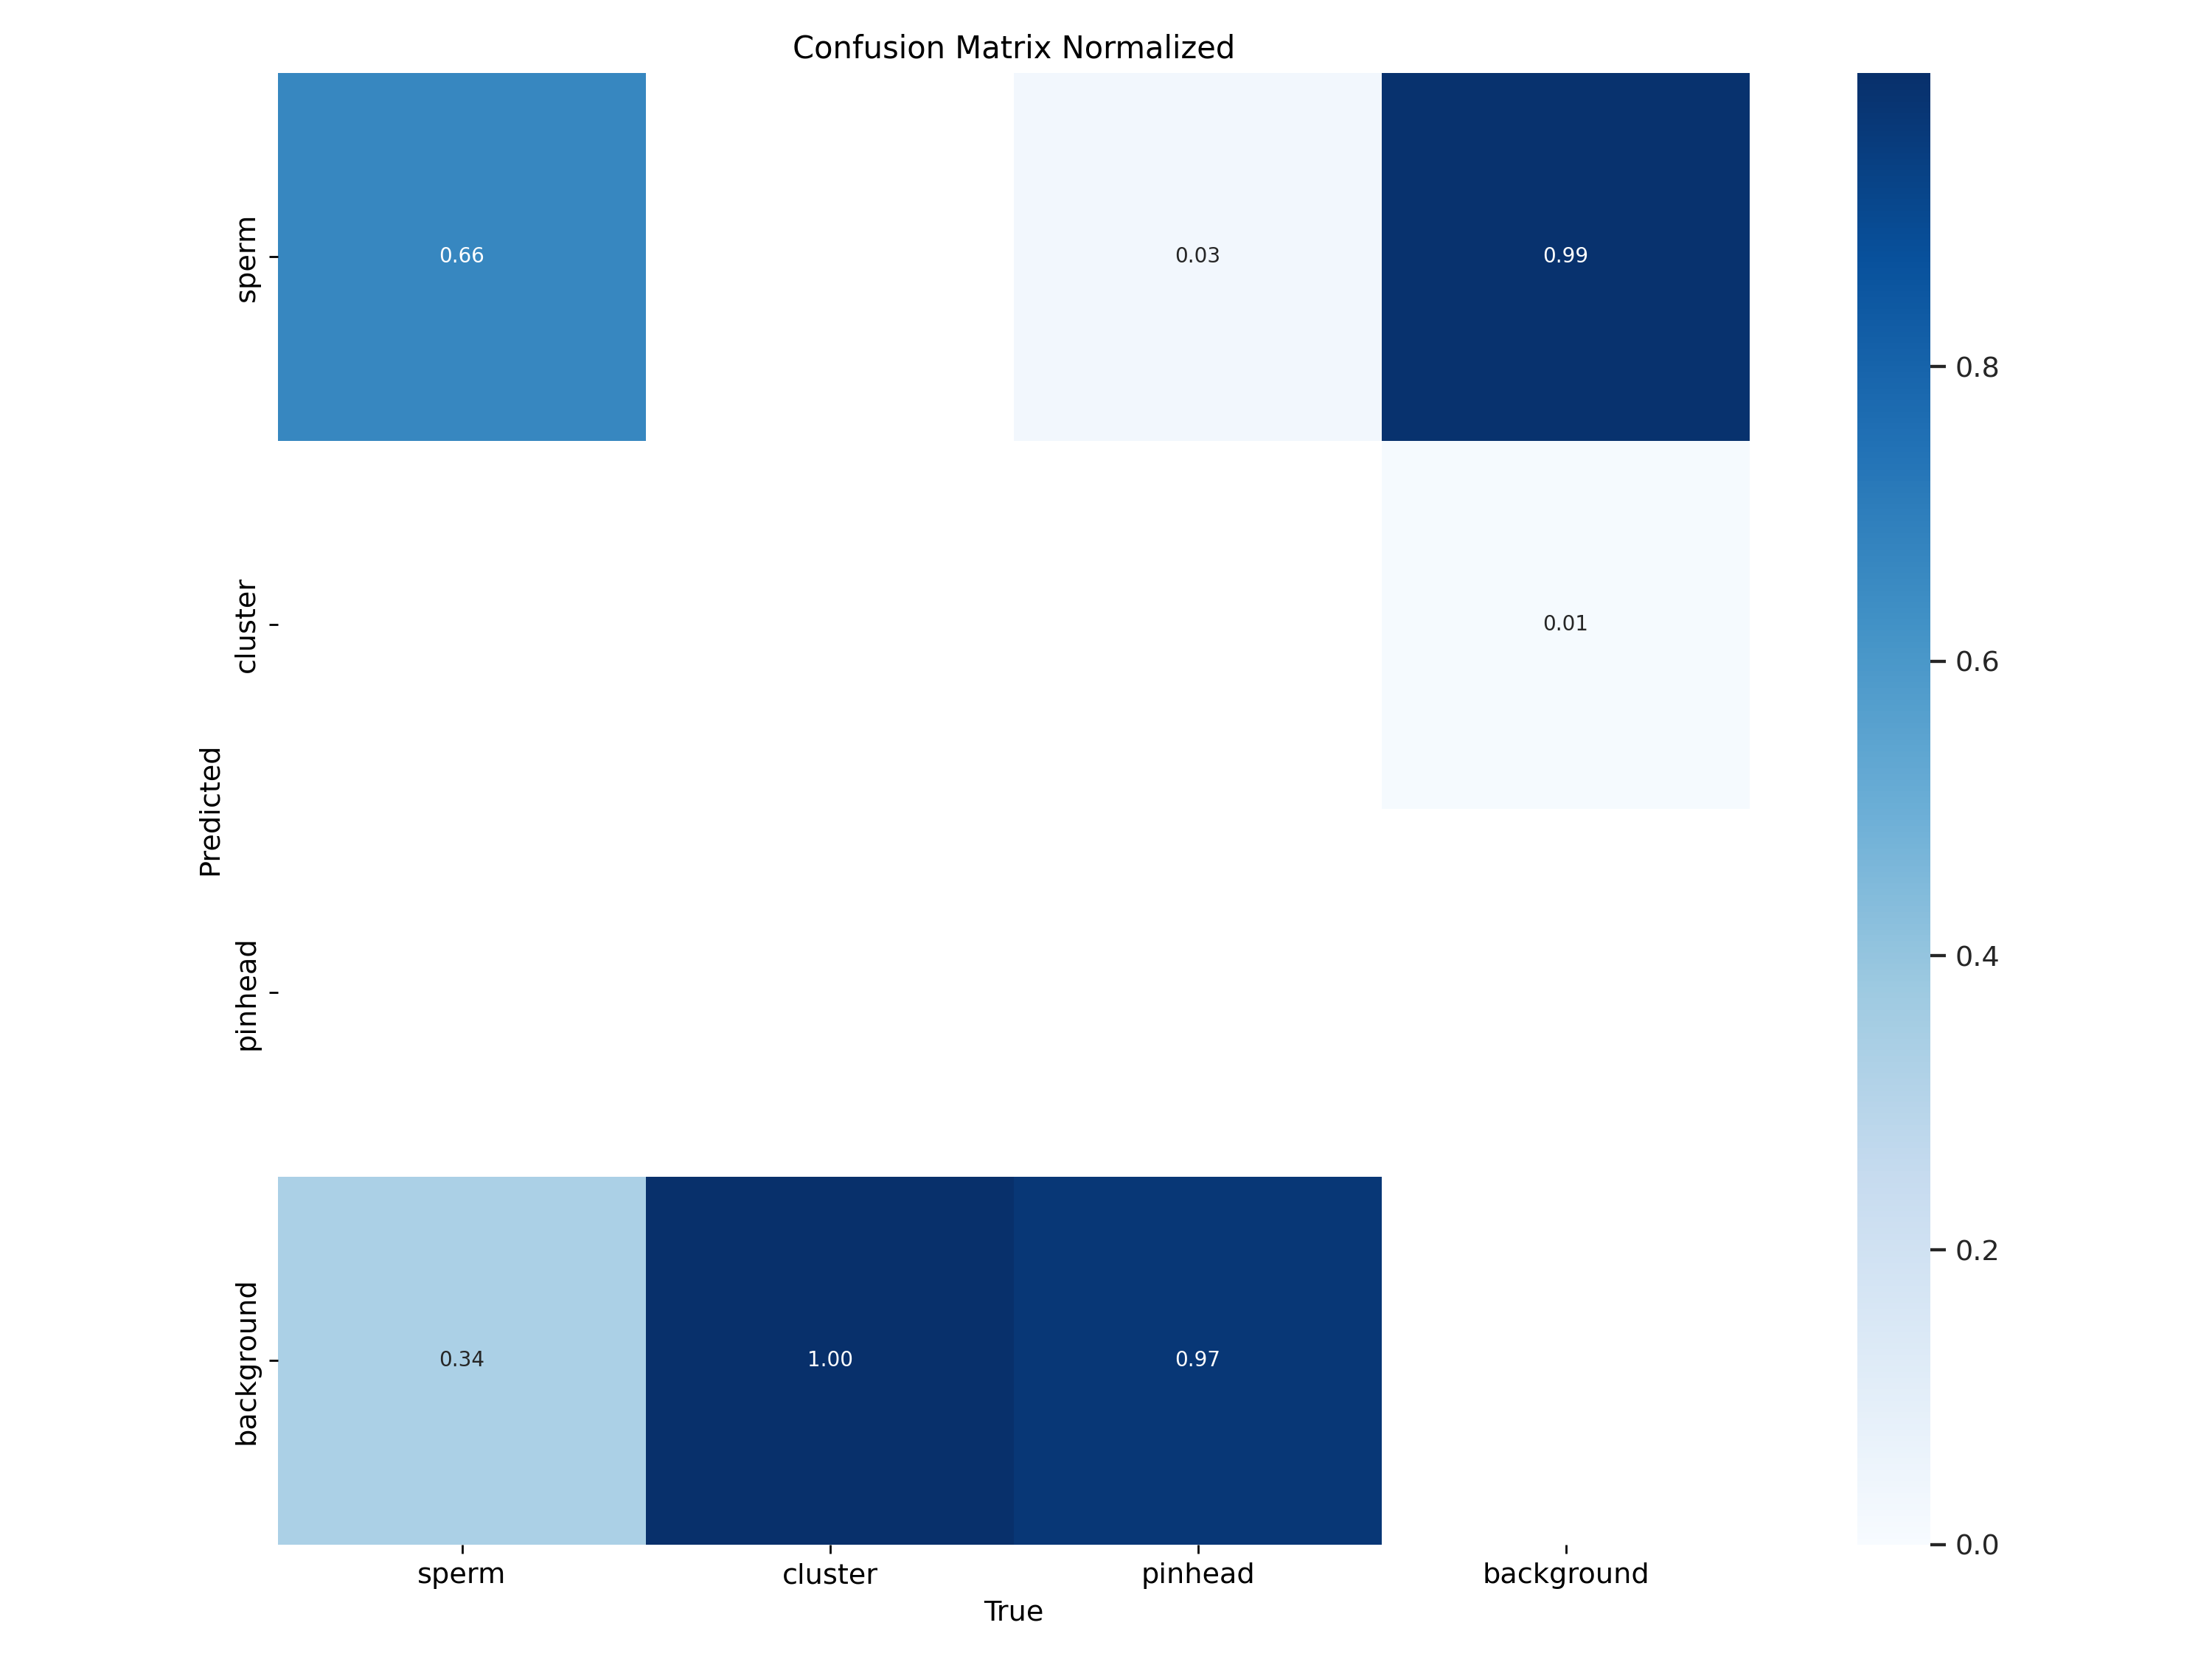 Confusion Matrix Normalized
sperm
0.66
0.03
0.99
cluster
0.01
Predicted
pinhead
background
0.34
1.00
0.97
sperm
cluster
pinhead
background
True
0.8
0.6
0.4
0.2
0.0